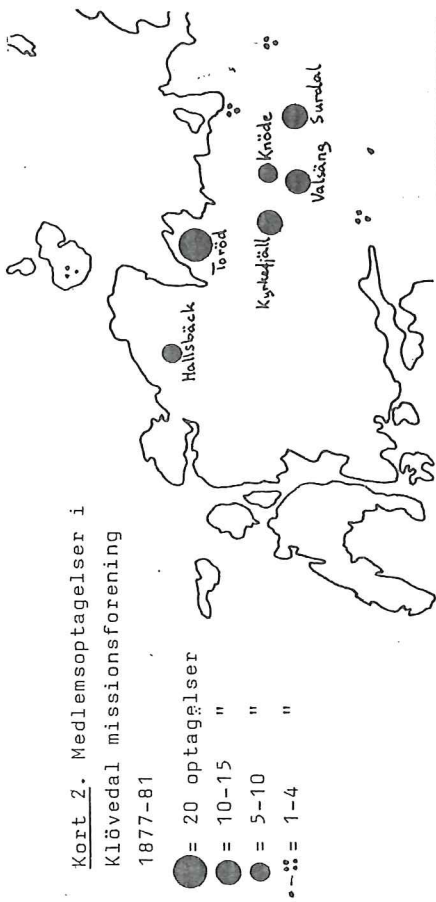 Kort 2. Medlemsoptagelser i
Klövedal missionsforening
1877-81
= 20 optagelser
= 10-15 "
= 5-10 "
= 1-4 "
Hallsbäck
Toröd
Kyrkefjäll
Knöde
Valsäng
Surdal